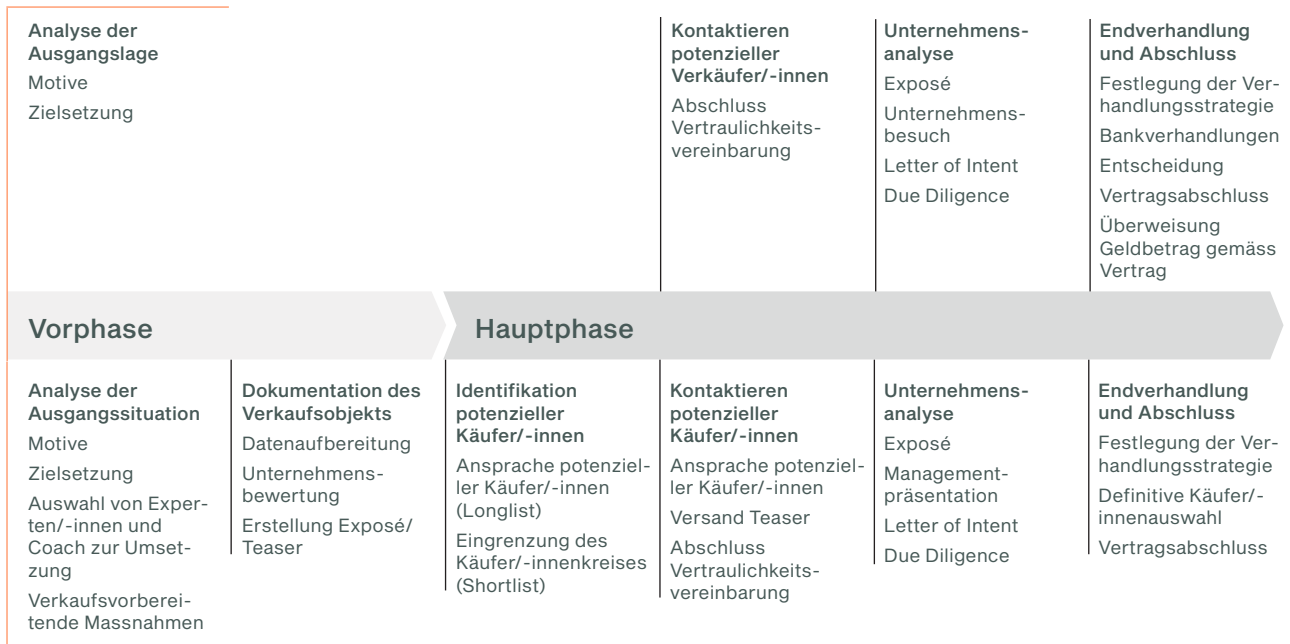 Analyse der
Ausgangslage
Motive
Zielsetzung
Kontaktieren
potenzieller
Verkäufer/-innen
Abschluss
Vertraulichkeits-
vereinbarung
Unternehmens-
analyse
Exposé
Unternehmens-
besuch
Letter of Intent
Due Diligence
Endverhandlung
und Abschluss
Festlegung der Ver-
handlungsstrategie
Bankverhandlungen
Entscheidung
Vertragsabschluss
Überweisung
Geldbetrag gemäss
Vertrag
Vorphase
Hauptphase
Analyse der
Ausgangssituation
Motive
Zielsetzung
Auswahl von Exper-
ten/-innen und
Coach zur Umset-
zung
Verkaufsvorberei-
tende Massnahmen
Dokumentation des
Verkaufsobjekts
Datenaufbereitung
Unternehmens-
bewertung
Erstellung Exposé/
Teaser
Identifikation
potenzieller
Käufer/-innen
Ansprache potenziel-
ler Käufer/-innen
(Longlist)
Eingrenzung des
Käufer/-innenkreises
(Shortlist)
Kontaktieren
potenzieller
Käufer/-innen
Ansprache potenziel-
ler Käufer/-innen
Versand Teaser
Abschluss
Vertraulichkeits-
vereinbarung
Unternehmens-
analyse
Exposé
Management-
präsentation
Letter of Intent
Due Diligence
Endverhandlung
und Abschluss
Festlegung der Ver-
handlungsstrategie
Definitive Käufer/-
innenauswahl
Vertragsabschluss